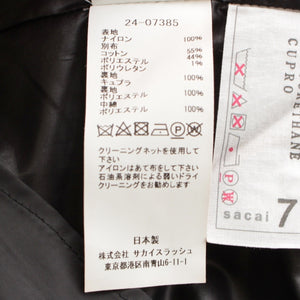 24-07385
表地
ナイロン 100%
別布
コットン 55%
ポリエステル 44%
ポリウレタン 1%
裏地
キュプラ 100%
裏地
ポリエステル 100%
中綿
ポリエステル 100%
クリーニングネットを使用して
下さい
アイロンはあて布をして下さい
石油系溶剤による弱いドライ
クリーニングして下さい
日本製
株式会社 サカイスラッシュ
東京都港区南青山6-11-1
CUPRO
sacai
7